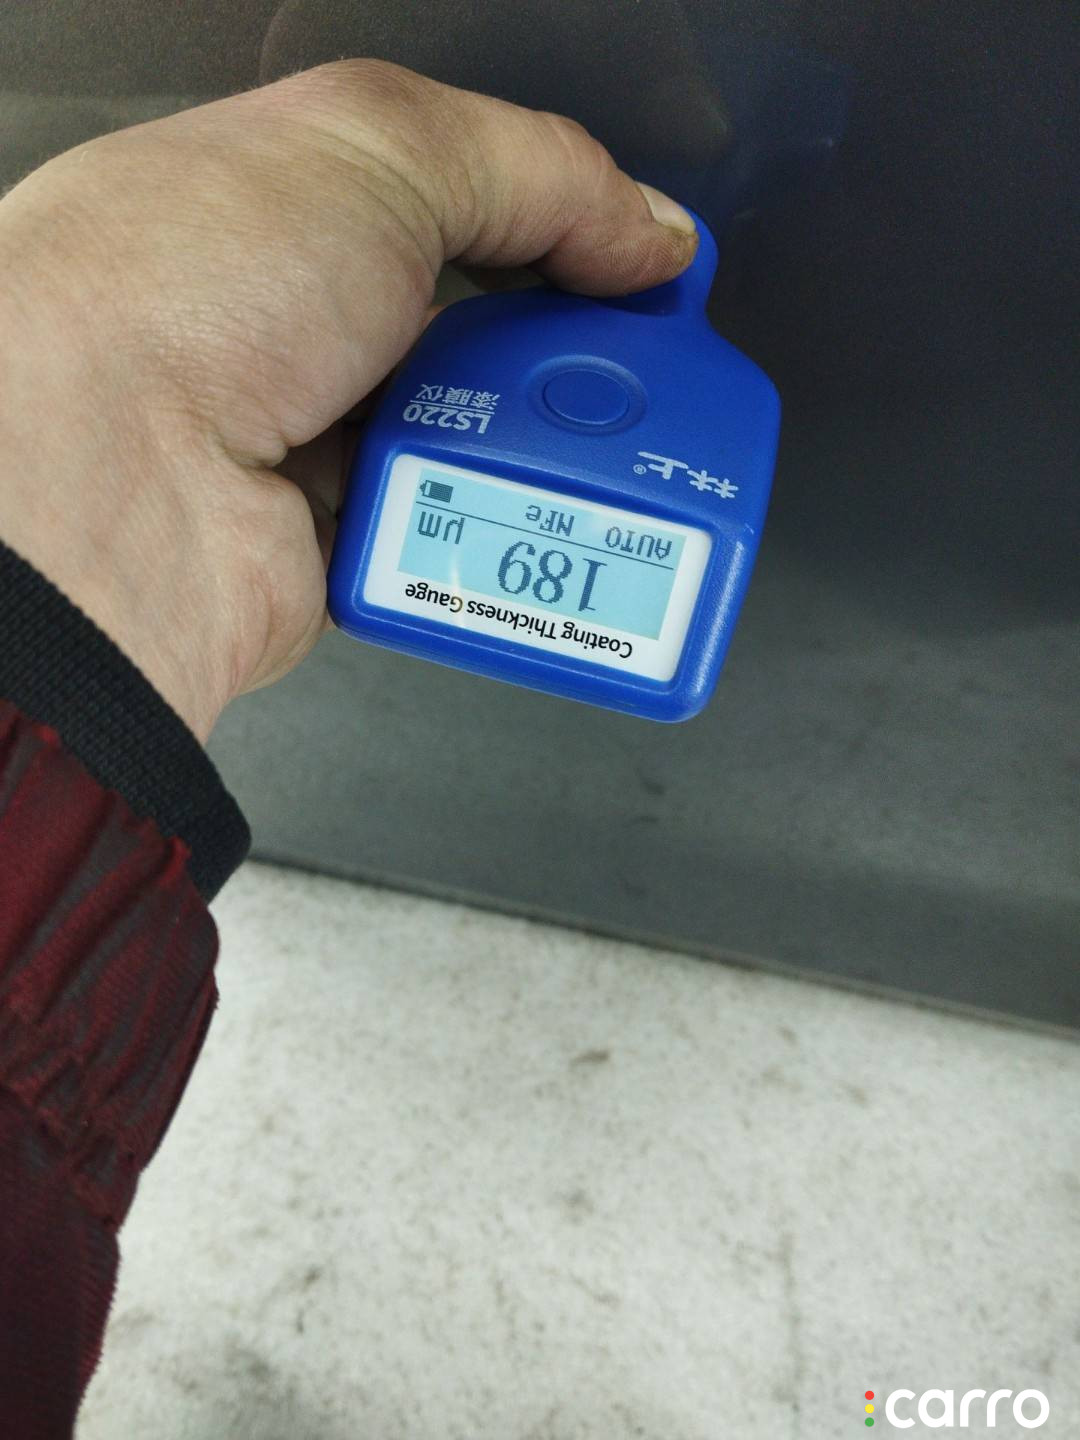 Coating Thickness Gauge
189 μm
AUTO NFe
林上®
LS220
漆膜仪
carro